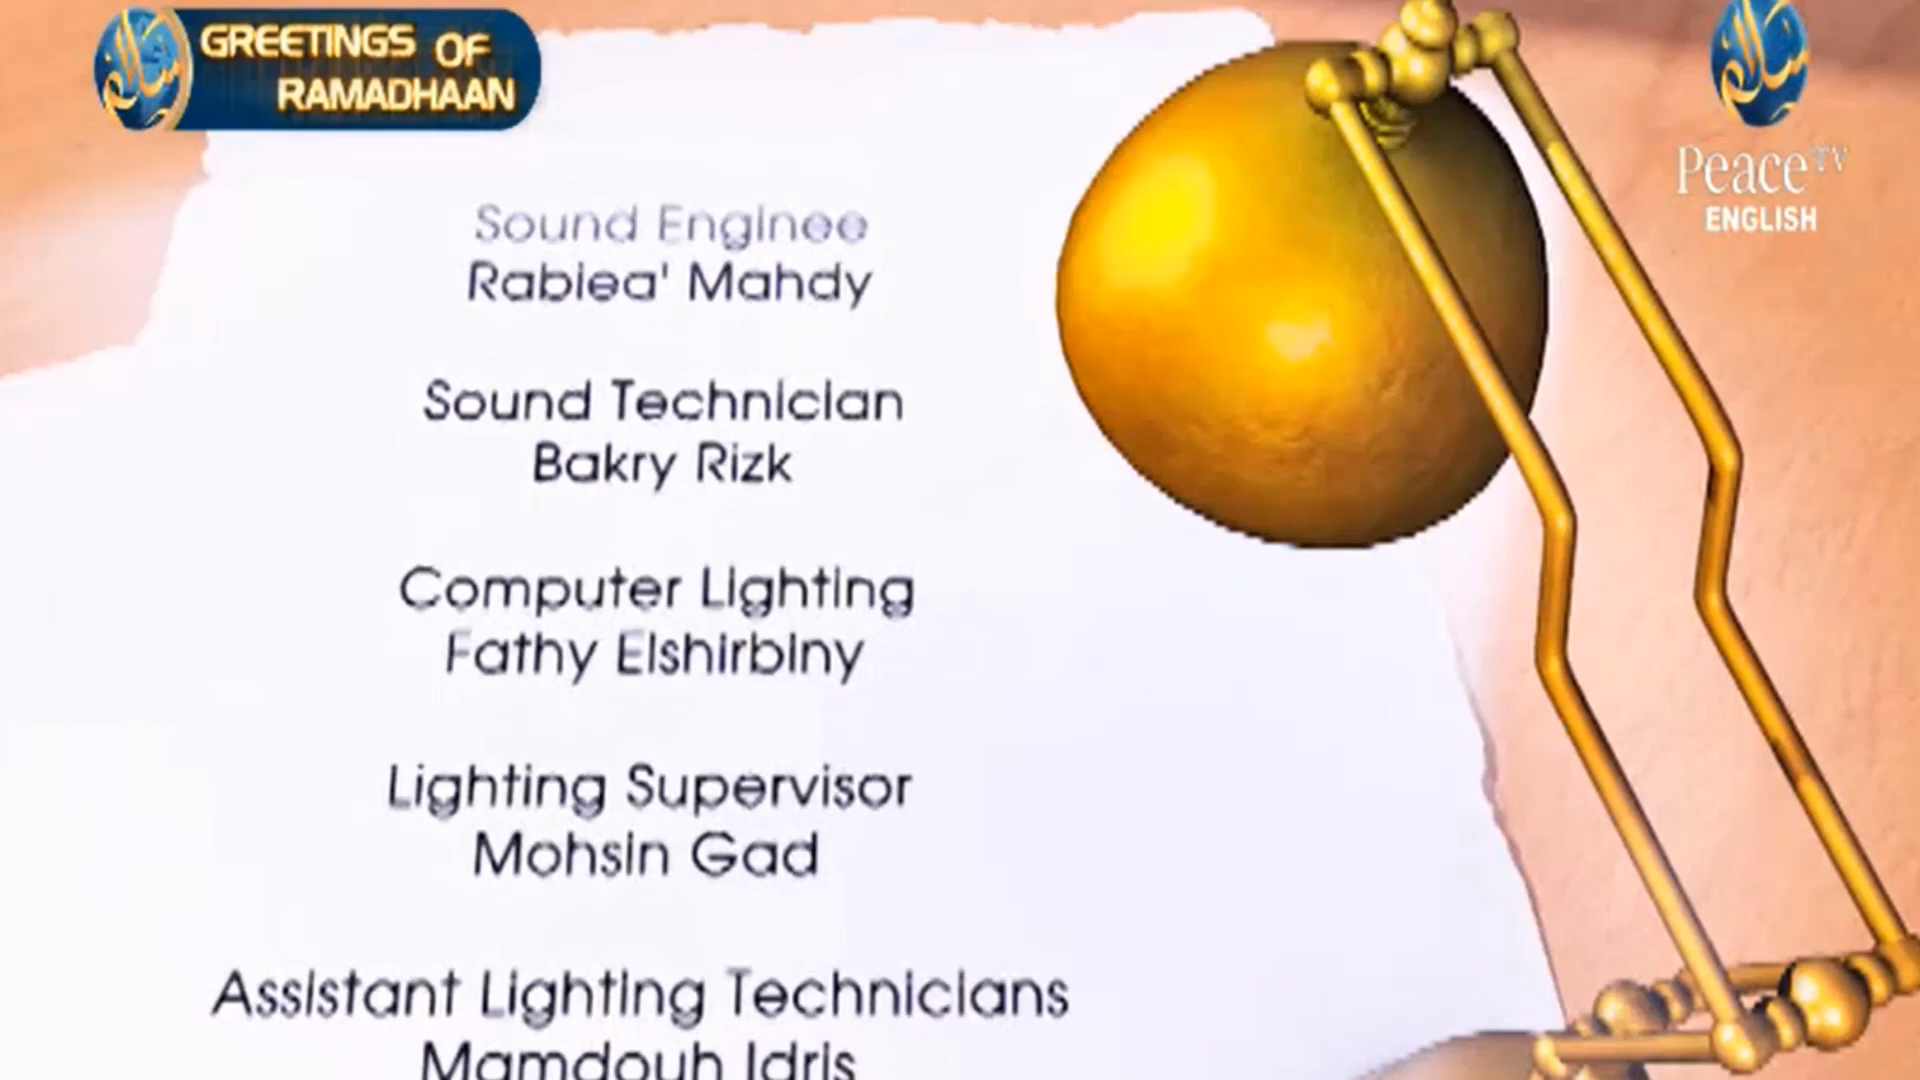 GREETINGS OF
RAMADHAAN
Peace TV
ENGLISH
Sound Enginee
Rabiea' Mahdy
Sound Technician
Bakry Rizk
Computer Lighting
Fathy Elshirbiny
Lighting Supervisor
Mohsin Gad
Assistant Lighting Technicians
Mamdouh Idris